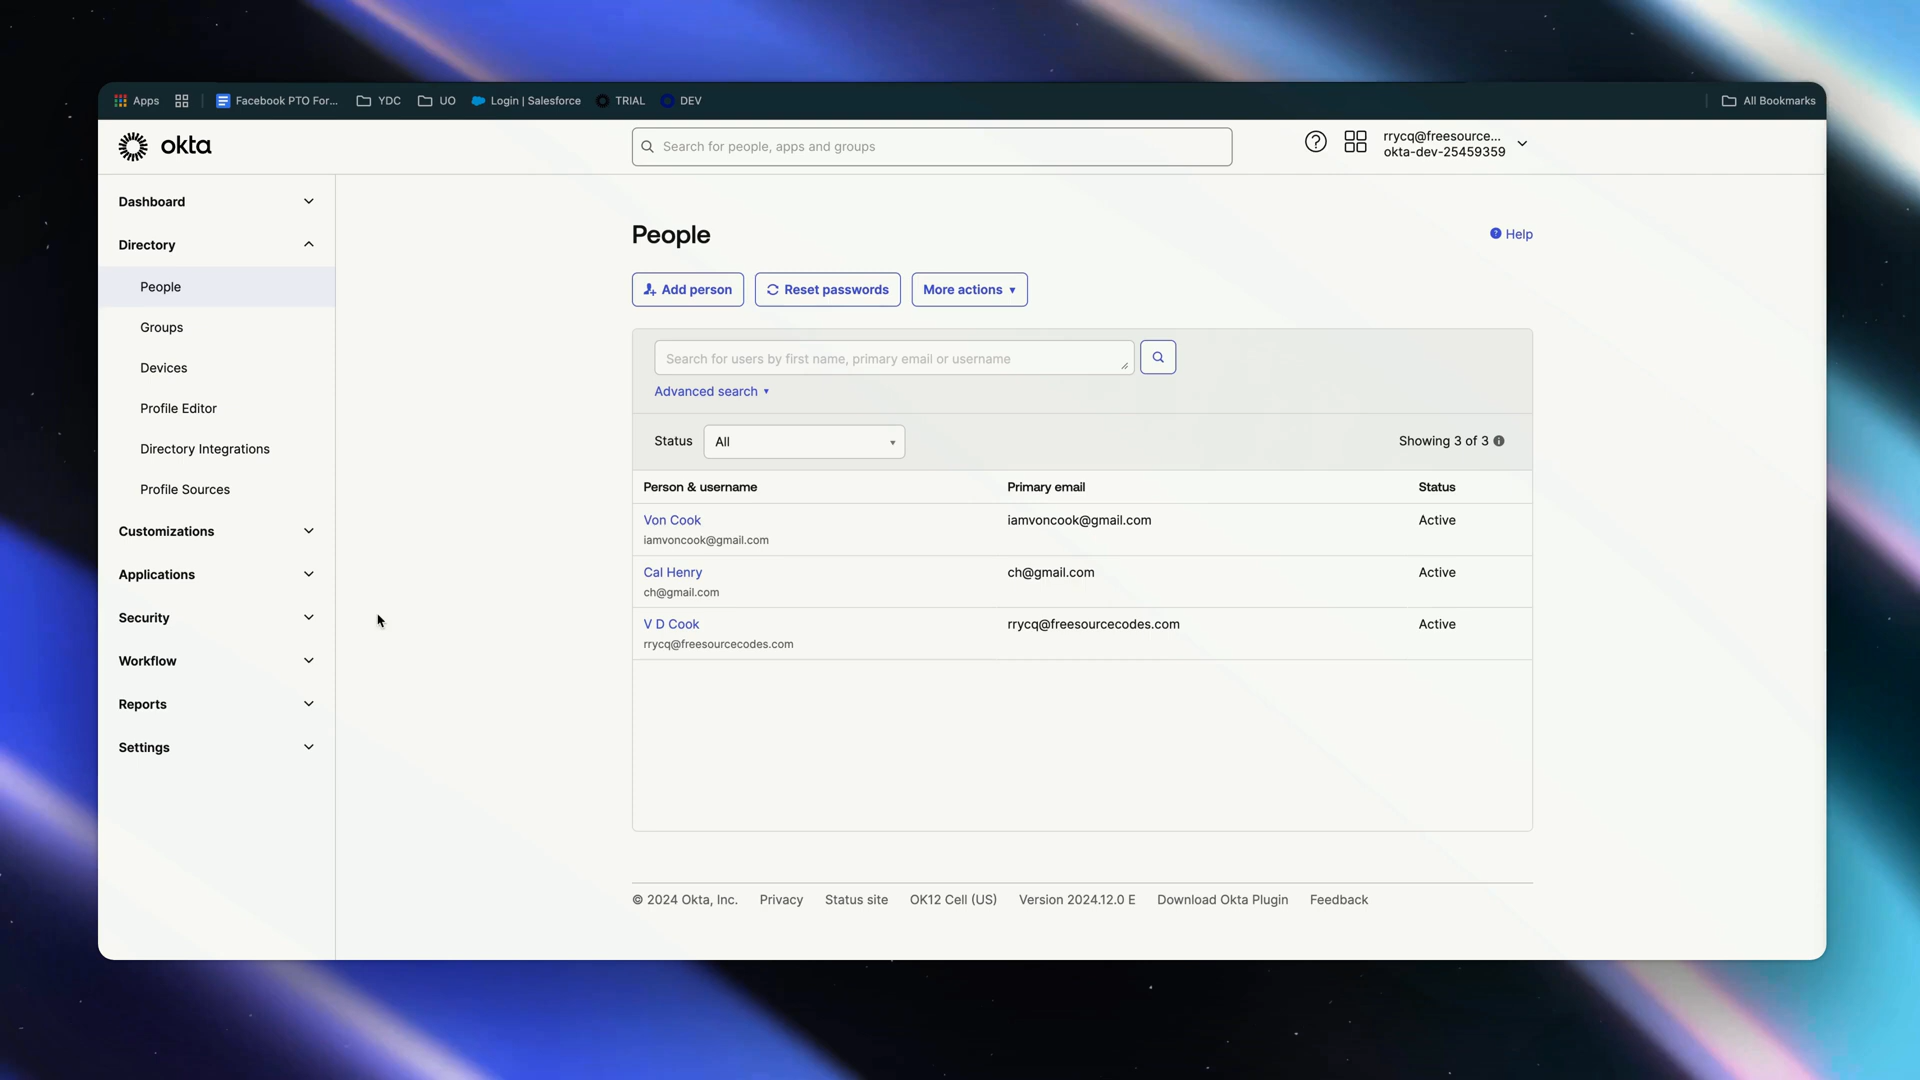 Apps
Facebook PTO For...
YDC
UO
Login | Salesforce
TRIAL
DEV
All Bookmarks
okta
Search for people, apps and groups
rrycq@freesource...
okta-dev-25459359
Dashboard
Directory
People
Groups
Devices
Profile Editor
Directory Integrations
Profile Sources
Customizations
Applications
Security
Workflow
Reports
Settings
People
Help
Add person
Reset passwords
More actions
Search for users by first name, primary email or username
Advanced search
Status
All
Showing 3 of 3
Person & username
Primary email
Status
Von Cook
iamvoncook@gmail.com
Active
iamvoncook@gmail.com
Cal Henry
ch@gmail.com
Active
ch@gmail.com
V D Cook
rrycq@freesourcecodes.com
Active
rrycq@freesourcecodes.com
© 2024 Okta, Inc.
Privacy
Status site
OK12 Cell (US)
Version 2024.12.0 E
Download Okta Plugin
Feedback